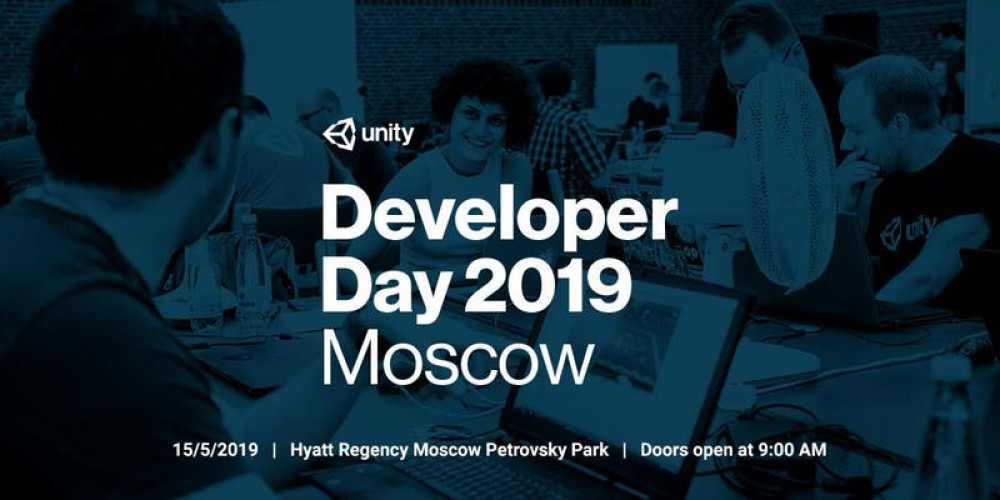 unity
Developer
Day 2019
Moscow
unity
15/5/2019 | Hyatt Regency Moscow Petrovsky Park | Doors open at 9:00 AM